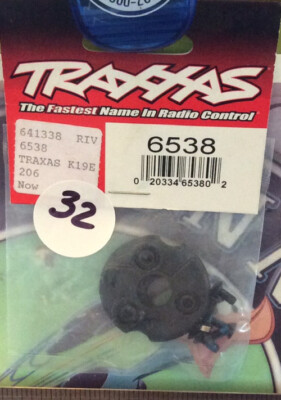 TRAXXAS
The Fastest Name In Radio Control
641338 RIV
6538
TRAXAS K19E
206
Now
6538
0 20334 65380 2
32